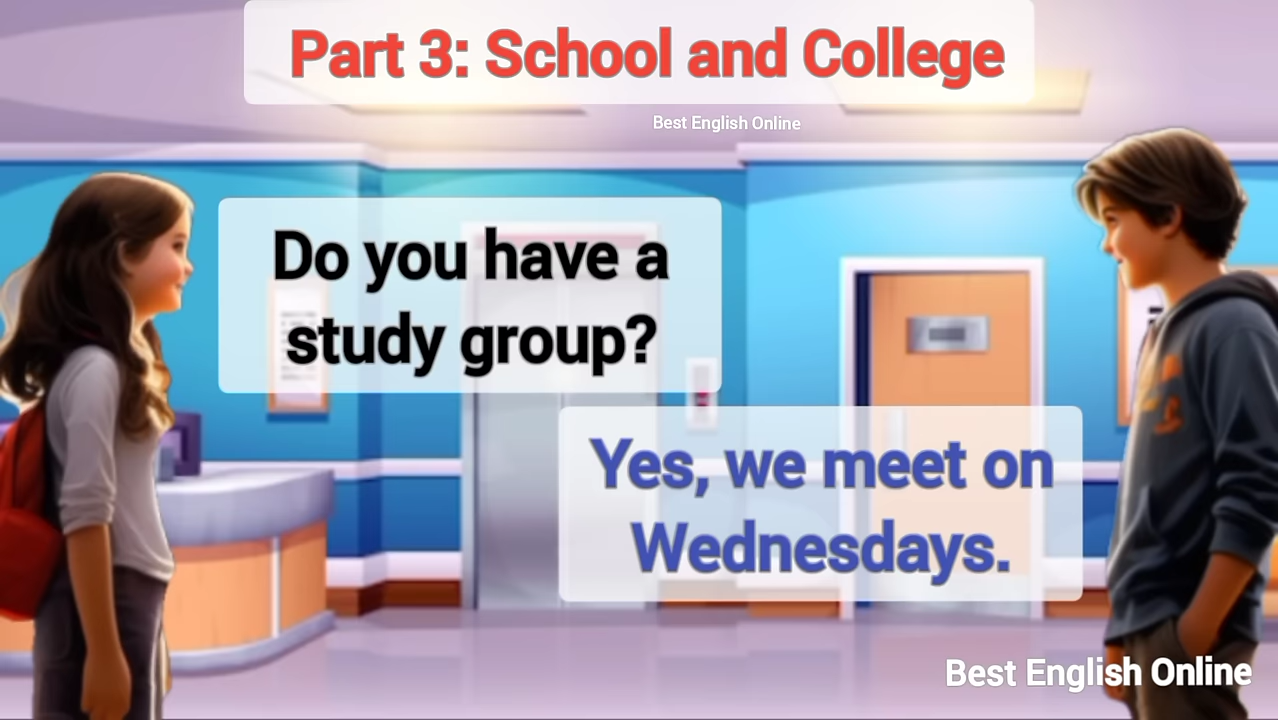 Part 3: School and College
Best English Online
Do you have a
study group?
Yes, we meet on
Wednesdays.
Best English Online